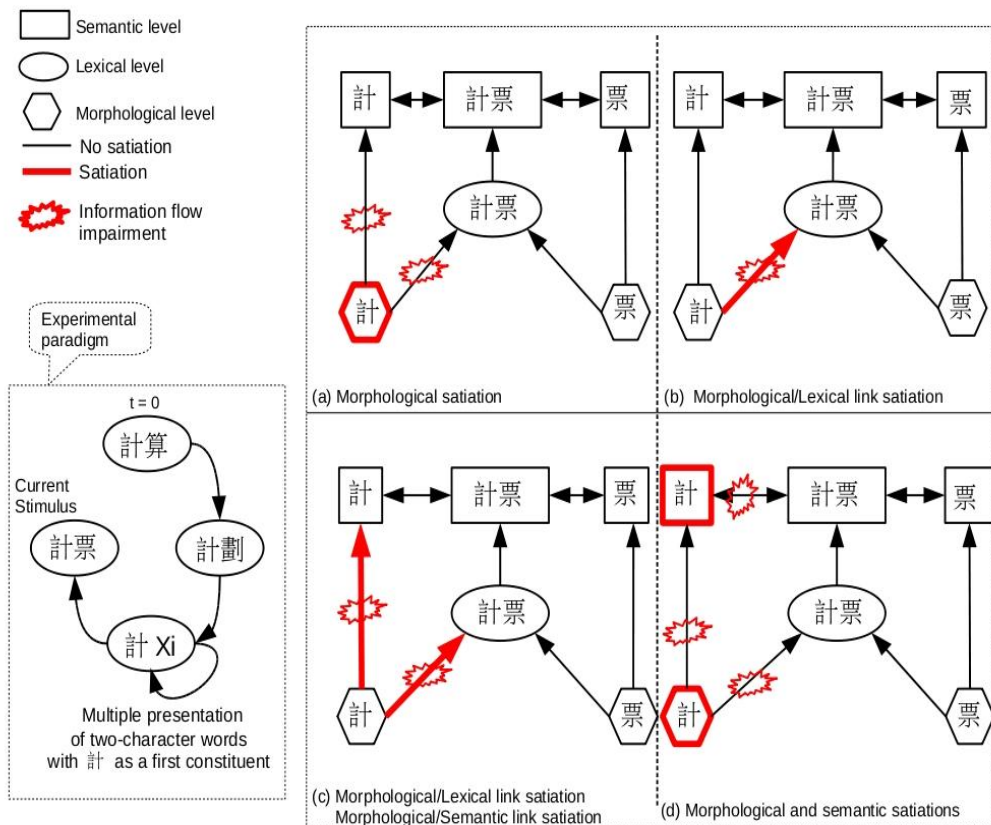 Semantic level
Lexical level
Morphological level
No satiation
Satiation
Information flow
impairment
Experimental
paradigm
t = 0
計算
Current
Stimulus
計票
計劃
計 Xi
Multiple presentation
of two-character words
with 計 as a first constituent
計
計票
票
計票
計
票
(a) Morphological satiation
計
計票
票
計票
計
票
(b) Morphological/Lexical link satiation
計
計票
票
計票
計
票
(c) Morphological/Lexical link satiation
Morphological/Semantic link satiation
計
計票
票
計票
計
票
(d) Morphological and semantic satiations